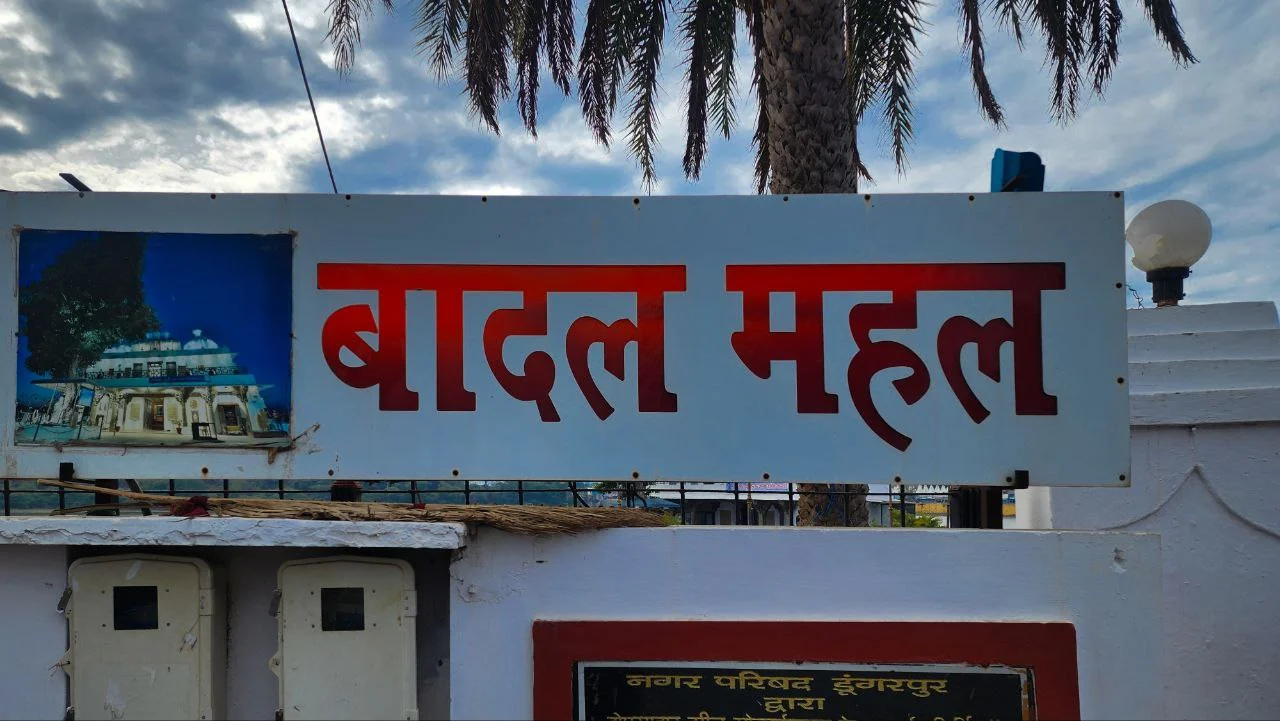 बादल महल
नगर परिषद डूंगरपुर
द्वारा